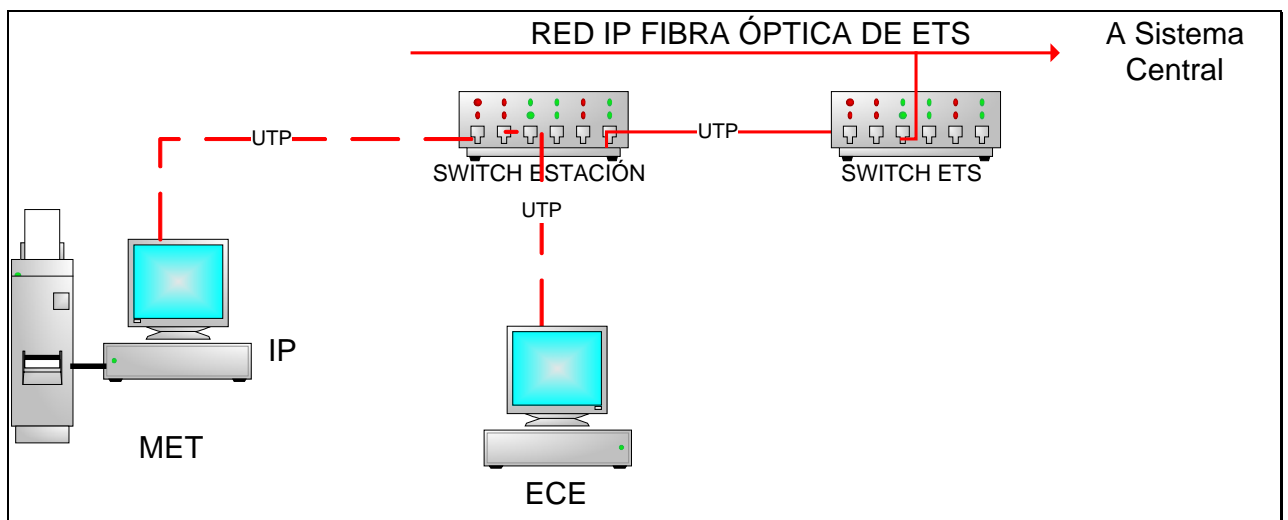 RED IP FIBRA ÓPTICA DE ETS
A Sistema
Central
UTP
UTP
SWITCH ESTACIÓN
SWITCH ETS
UTP
IP
MET
ECE